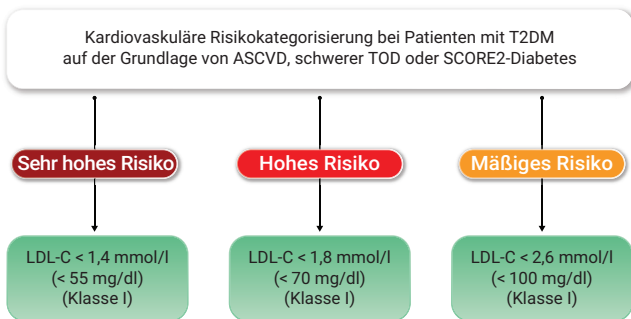 Kardiovaskuläre Risikokategorisierung bei Patienten mit T2DM
auf der Grundlage von ASCVD, schwerer TOD oder SCORE2-Diabetes
Sehr hohes Risiko
Hohes Risiko
Mäßiges Risiko
LDL-C < 1,4 mmol/l
(< 55 mg/dl)
(Klasse I)
LDL-C < 1,8 mmol/l
(< 70 mg/dl)
(Klasse I)
LDL-C < 2,6 mmol/l
(< 100 mg/dl)
(Klasse I)